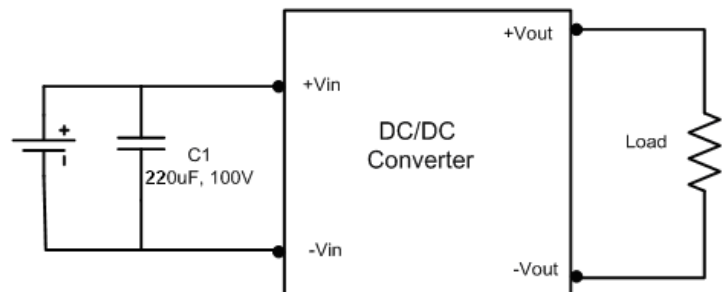 +Vout
+Vin
DC/DC
Converter
C1
220uF, 100V
Load
-Vin
-Vout
+
-